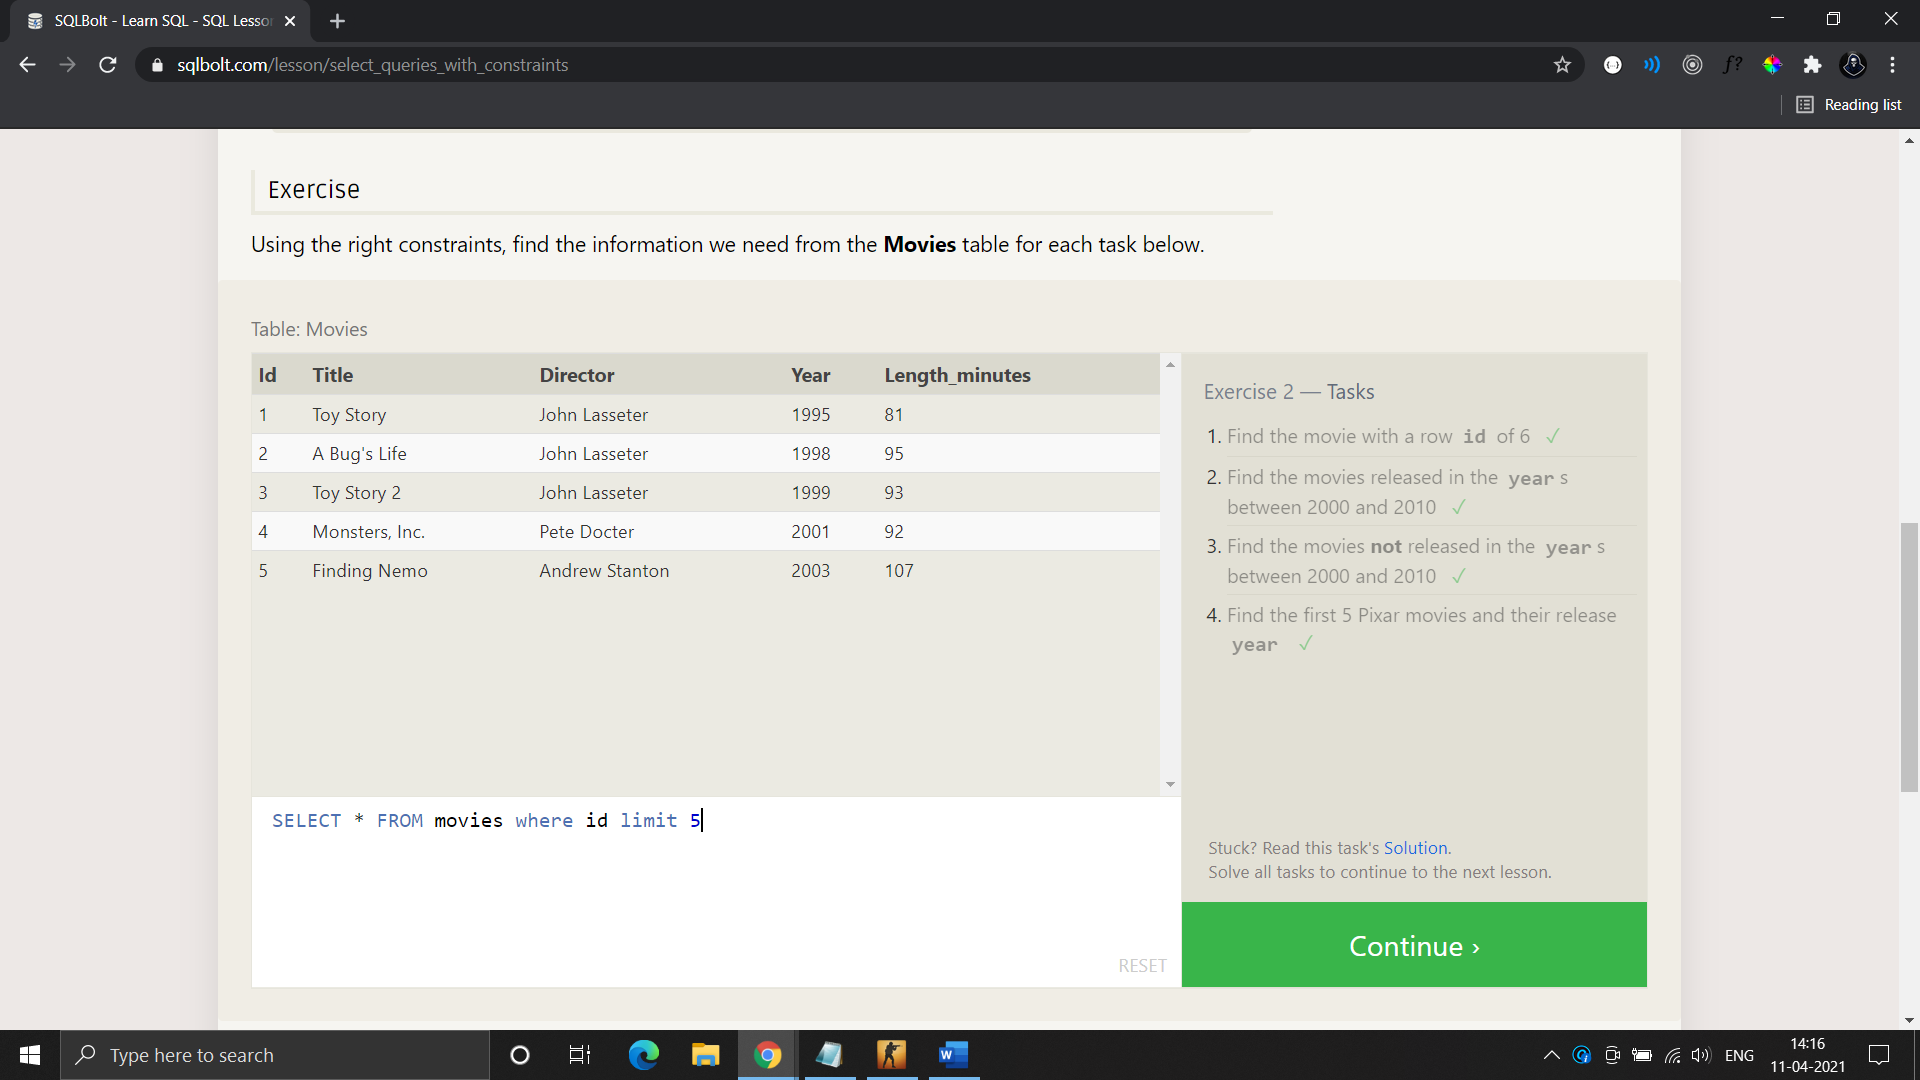 SQLBolt - Learn SQL - SQL Lesso
sqlbolt.com/lesson/select_queries_with_constraints
f?
Reading list
Exercise
Using the right constraints, find the information we need from the Movies table for each task below.
Table: Movies
Id Title Director Year Length_minutes
1 Toy Story John Lasseter 1995 81
2 A Bug's Life John Lasseter 1998 95
3 Toy Story 2 John Lasseter 1999 93
4 Monsters, Inc. Pete Docter 2001 92
5 Finding Nemo Andrew Stanton 2003 107
Exercise 2 — Tasks
1. Find the movie with a row id of 6 ✓
2. Find the movies released in the year s
between 2000 and 2010 ✓
3. Find the movies not released in the year s
between 2000 and 2010 ✓
4. Find the first 5 Pixar movies and their release
year ✓
SELECT * FROM movies where id limit 5
RESET
Stuck? Read this task's Solution.
Solve all tasks to continue to the next lesson.
Continue ›
Type here to search
W
ENG
14:16
11-04-2021